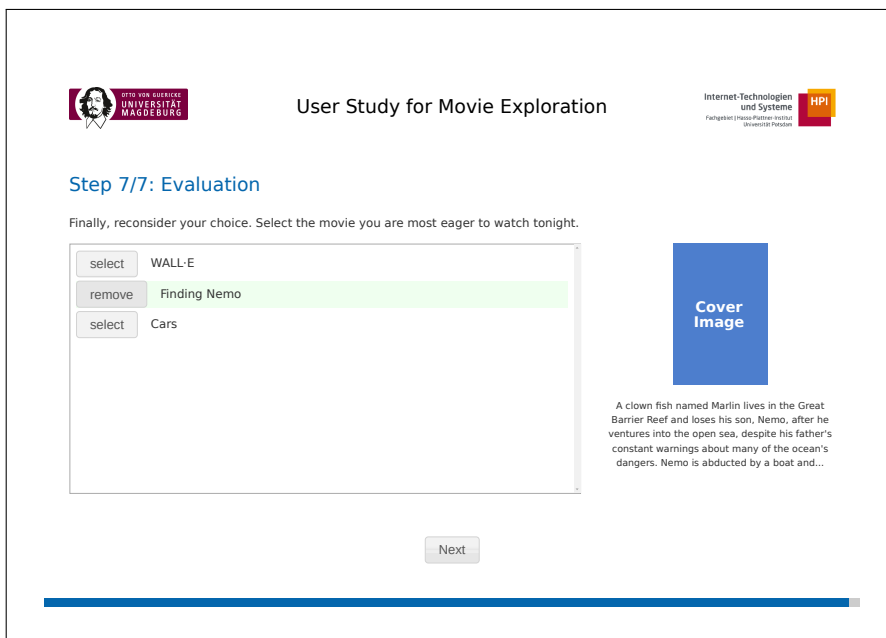 OTTO VON GUERICKE
UNIVERSITÄT
MAGDEBURG
User Study for Movie Exploration
Internet-Technologien
und Systeme
Fachgebiet | Hasso-Plattner-Institut
Universität Potsdam
HPI
Step 7/7: Evaluation
Finally, reconsider your choice. Select the movie you are most eager to watch tonight.
select WALL·E
remove Finding Nemo
select Cars
Cover
Image
A clown fish named Marlin lives in the Great
Barrier Reef and loses his son, Nemo, after he
ventures into the open sea, despite his father's
constant warnings about many of the ocean's
dangers. Nemo is abducted by a boat and...
Next